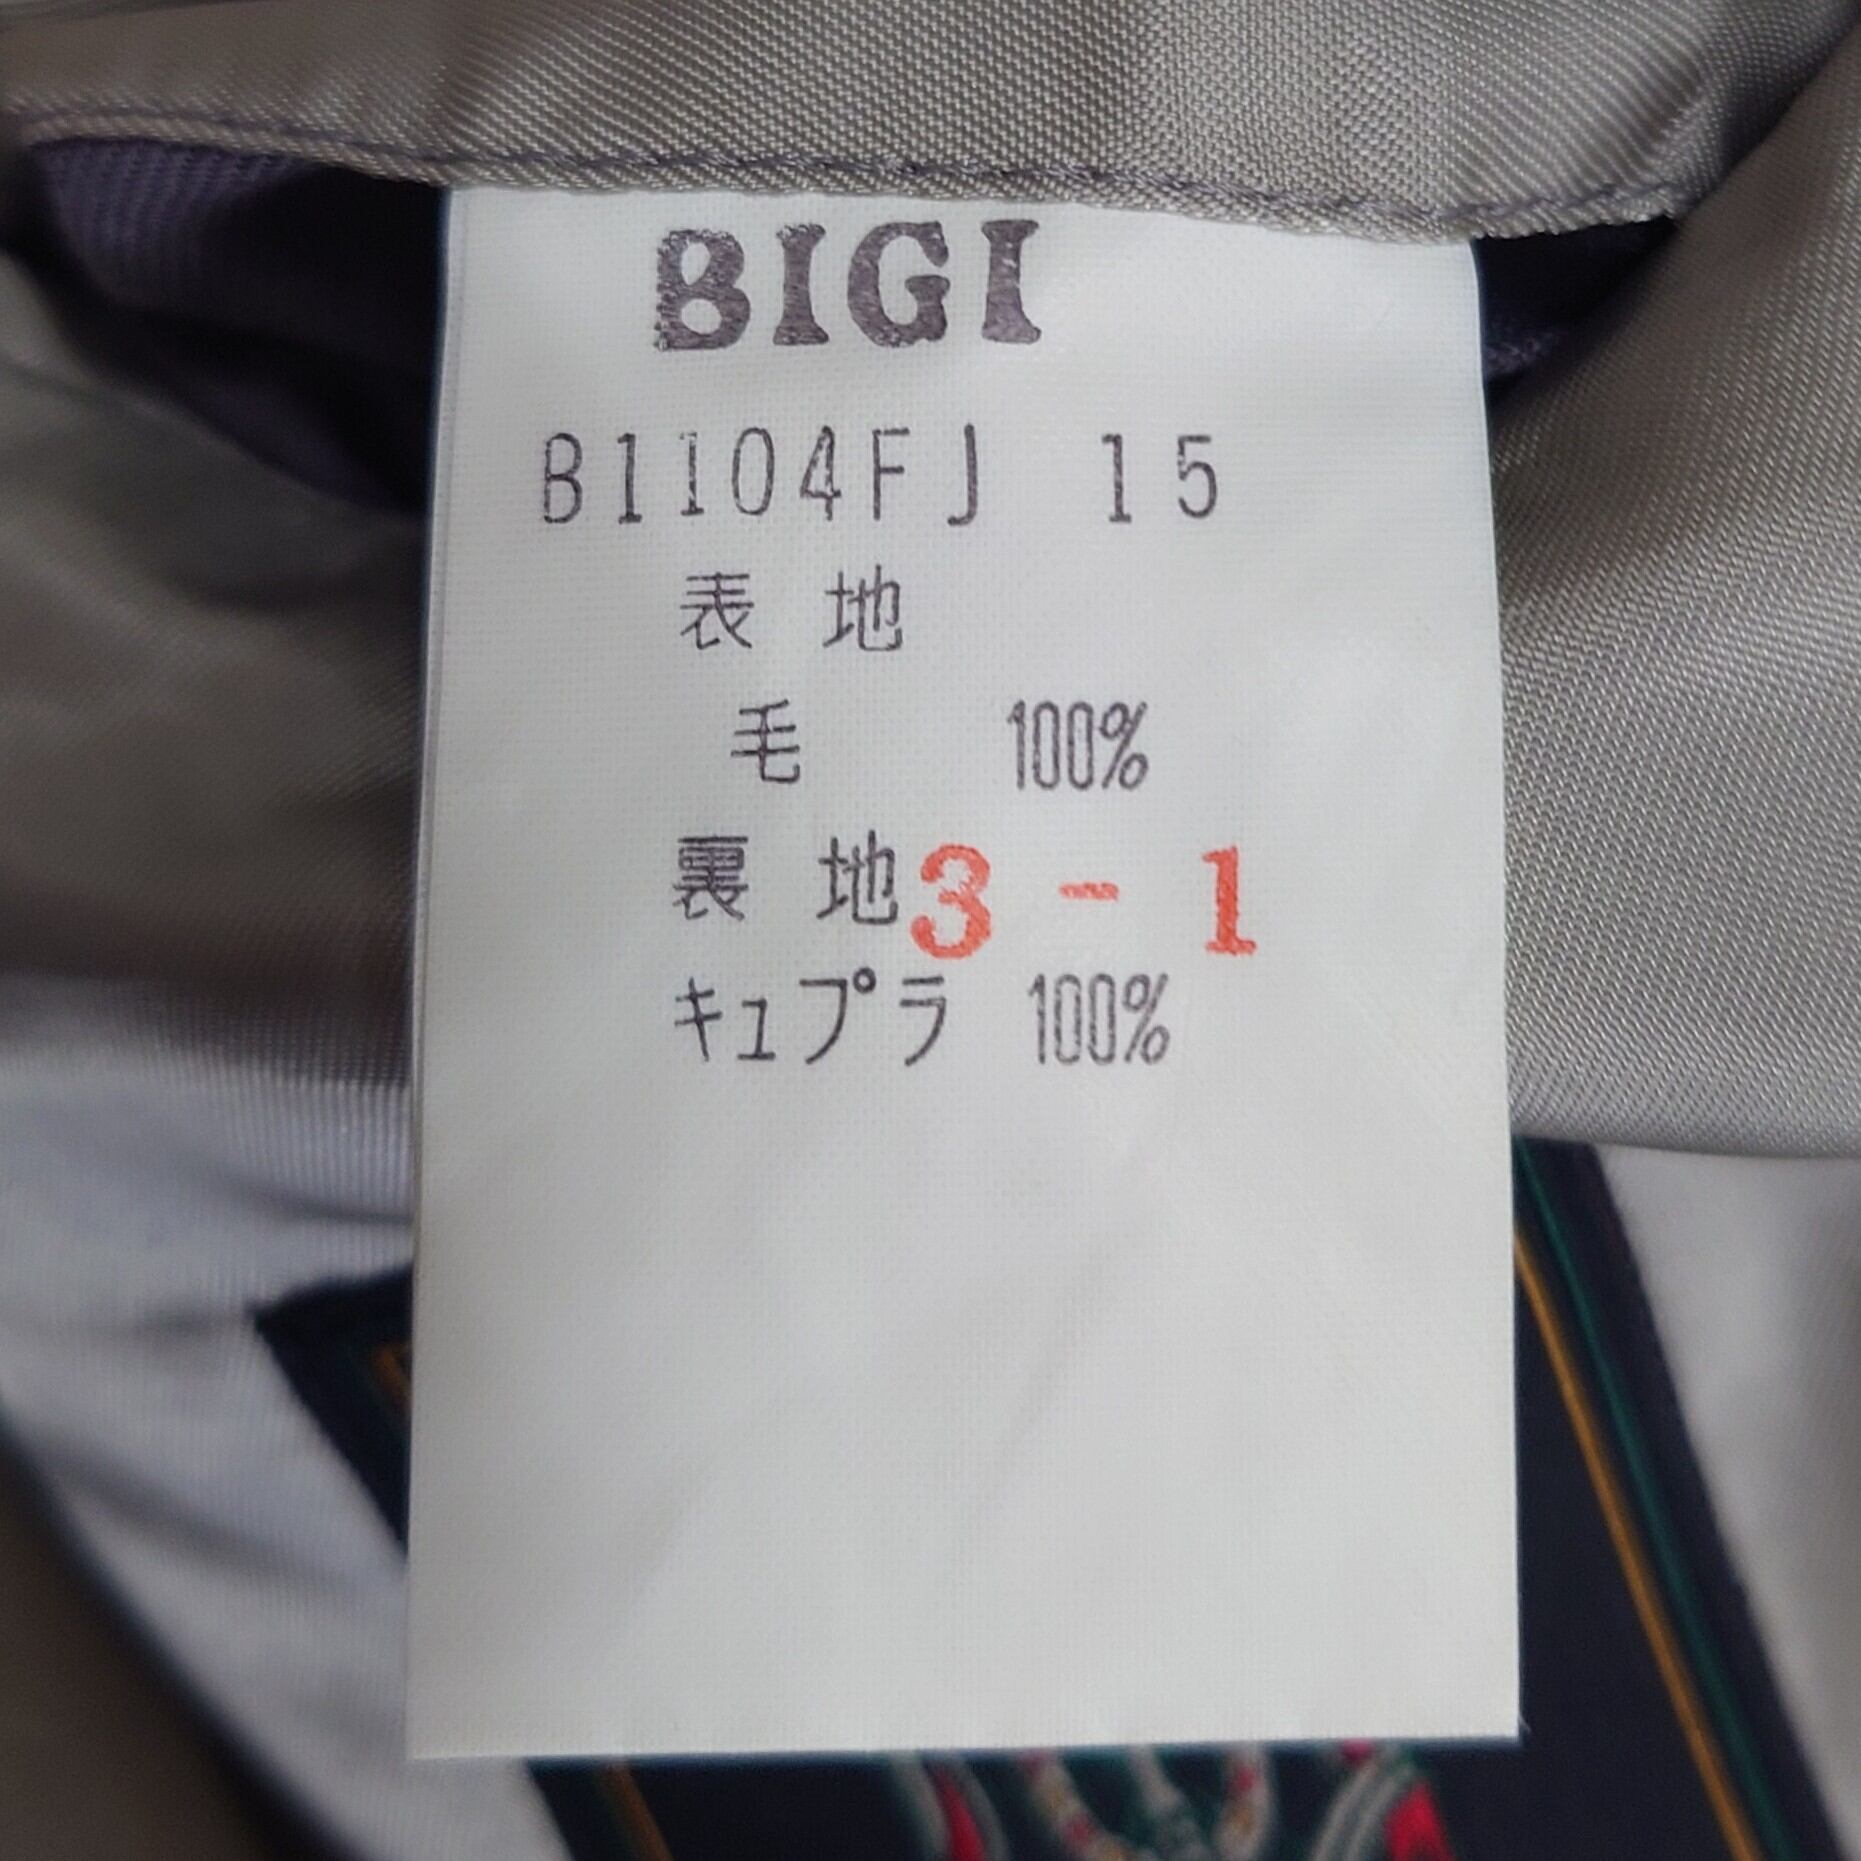 BIGI
B1104FJ 15
表 地
毛 100%
裏 地 3 - 1
キュプラ 100%